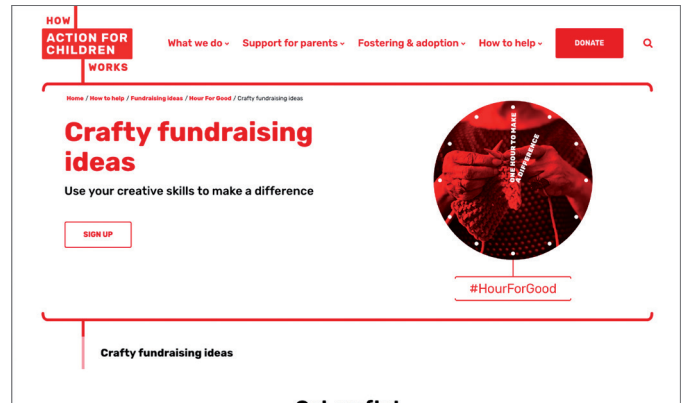 HOW
ACTION FOR
CHILDREN
WORKS
What we do
Support for parents
Fostering & adoption
How to help
DONATE
Home / How to help / Fundraising ideas / Hour For Good / Crafty fundraising ideas
Crafty fundraising
ideas
Use your creative skills to make a difference
SIGN UP
ONE HOUR TO MAKE
A DIFFERENCE
#HourForGood
Crafty fundraising ideas